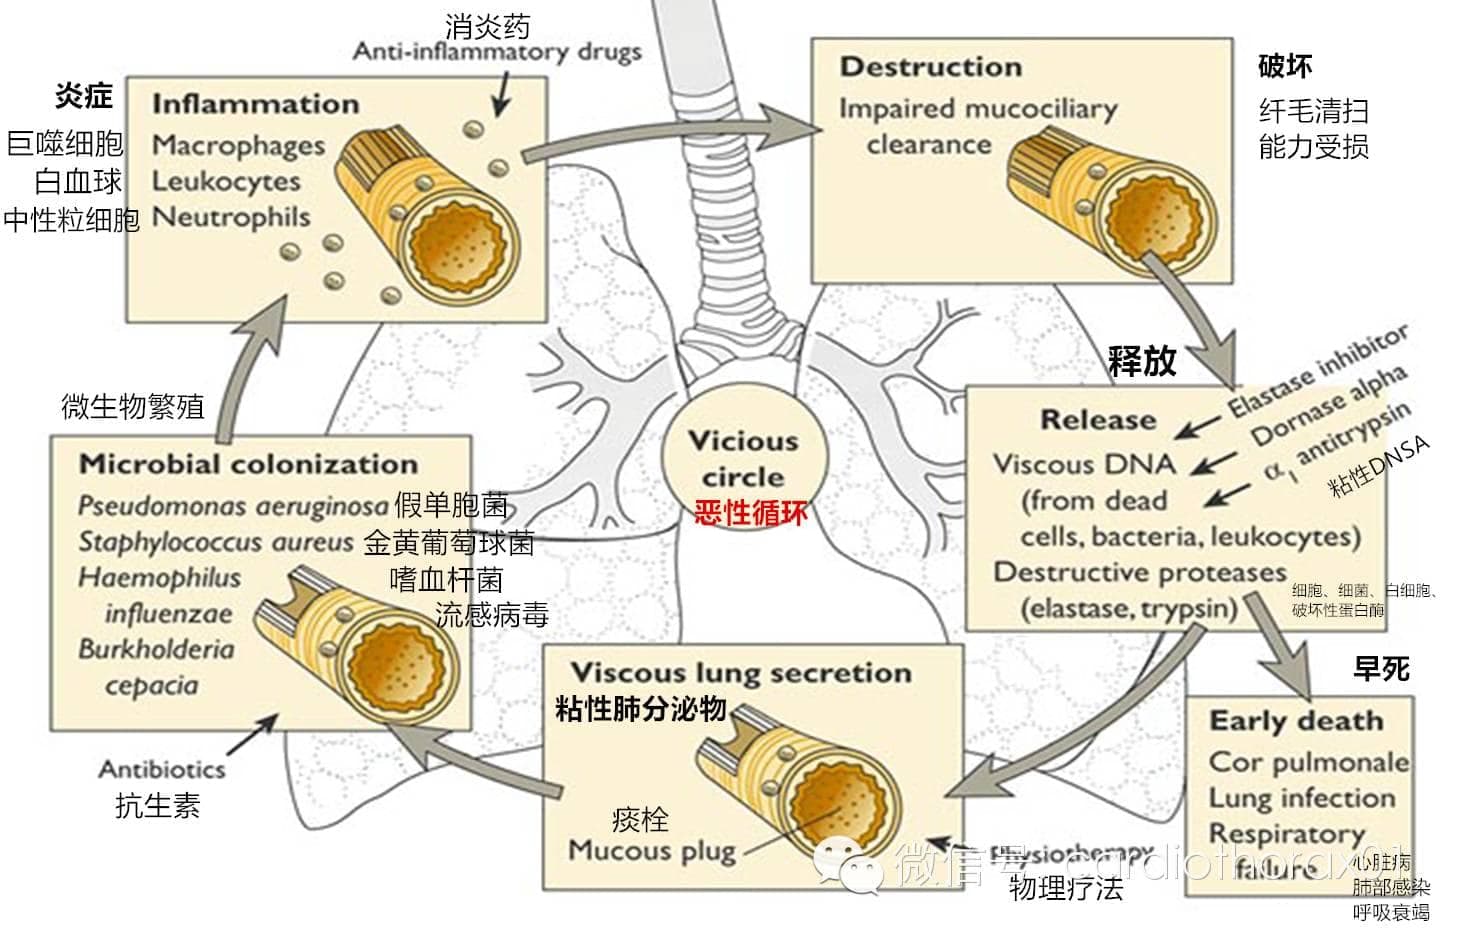 消炎药
Anti-inflammatory drugs
炎症
Inflammation
巨噬细胞
Macrophages
白血球
Leukocytes
中性粒细胞
Neutrophils
Destruction
Impaired mucociliary
clearance
破坏
纤毛清扫
能力受损
微生物繁殖
Microbial colonization
Pseudomonas aeruginosa 假单胞菌
Staphylococcus aureus 金黄葡萄球菌
Haemophilus 嗜血杆菌
influenzae 流感病毒
Burkholderia
cepacia
Antibiotics
抗生素
Vicious
circle
恶性循环
释放
Release
Elastase inhibitor
Dornase alpha
α1 antitrypsin
粘性DNSA
Viscous DNA
(from dead
cells, bacteria, leukocytes)
Destructive proteases
(elastase, trypsin)
细胞、细菌、白细胞、
破坏性蛋白酶
Viscous lung secretion
粘性肺分泌物
痰栓
Mucous plug
Physiotherapy
物理疗法
早死
Early death
Cor pulmonale
Lung infection
Respiratory
failure
心脏病
肺部感染
呼吸衰竭
微信号: cardiothorax01